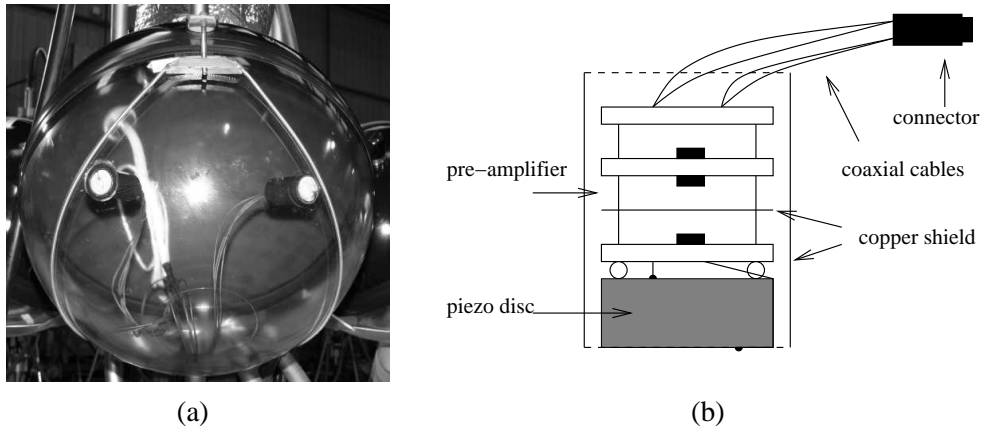 connector
pre−amplifier
coaxial cables
copper shield
piezo disc
(a)
(b)